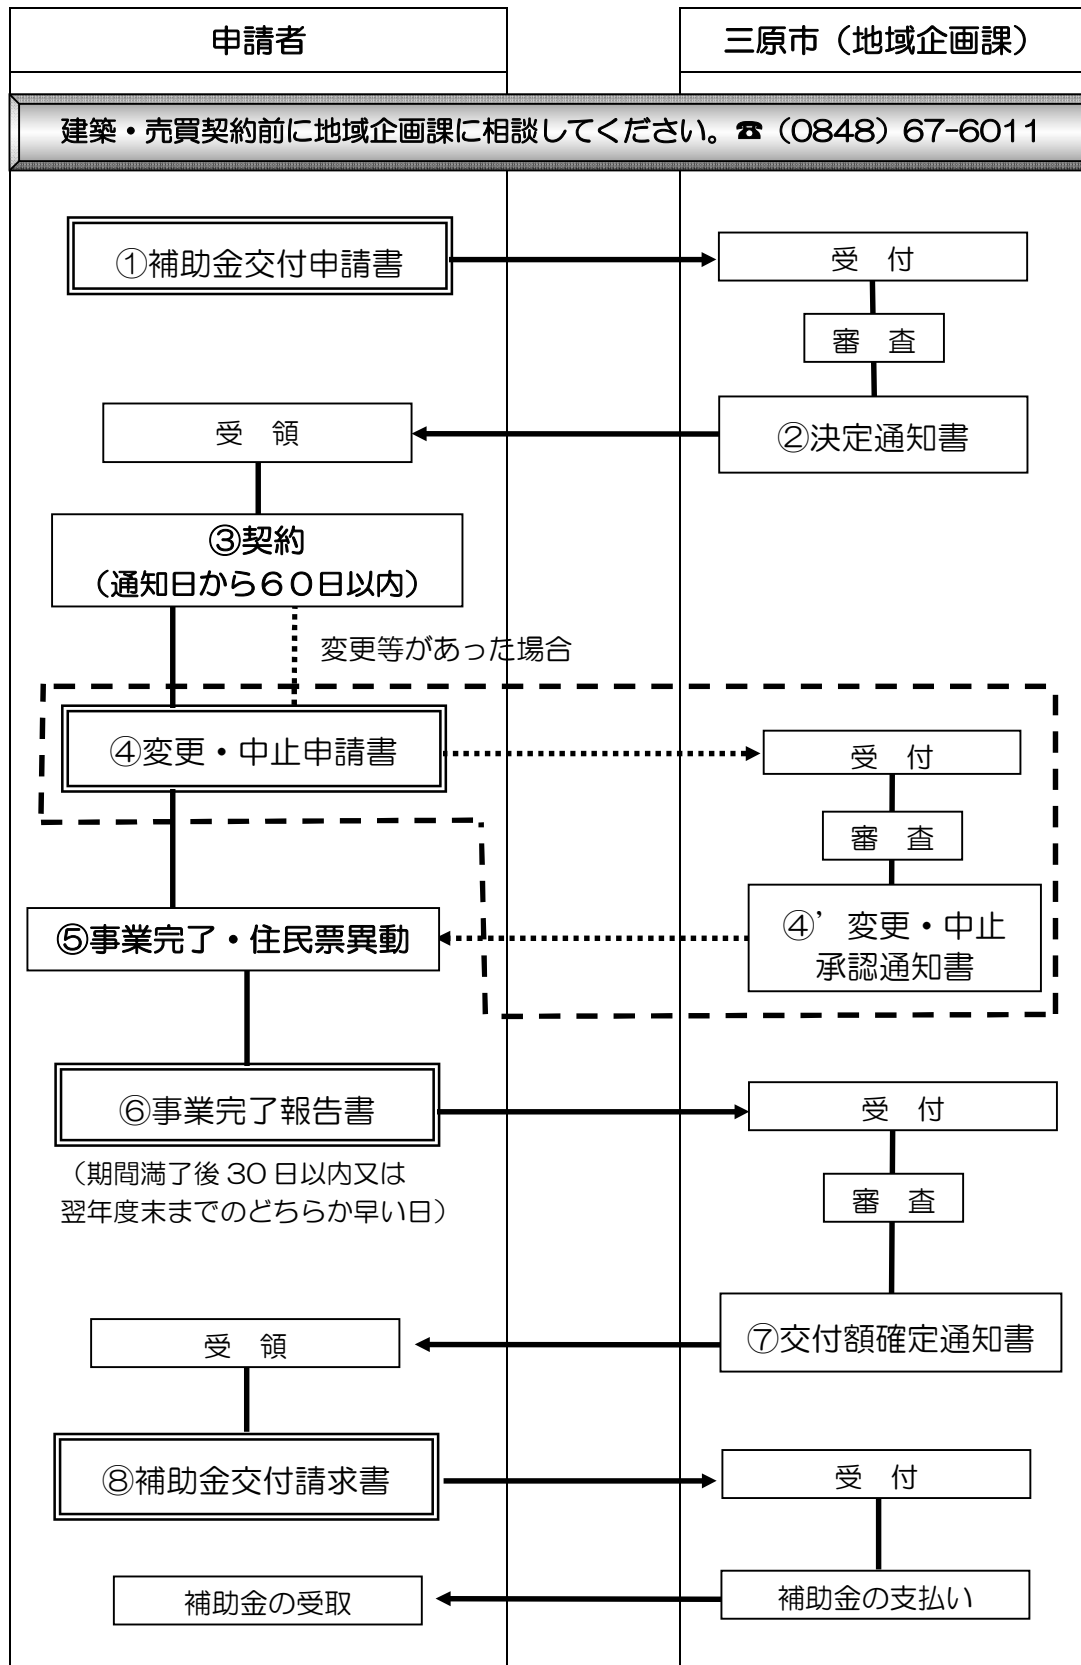 申請者
三原市（地域企画課）
建築・売買契約前に地域企画課に相談してください。☎（0848）67-6011
①補助金交付申請書
受　付
審　査
②決定通知書
受　領
③契約
（通知日から６０日以内）
変更等があった場合
④変更・中止申請書
受　付
審　査
④’変更・中止
承認通知書
⑤事業完了・住民票異動
⑥事業完了報告書
（期間満了後 30 日以内又は
翌年度末までのどちらか早い日）
受　付
審　査
⑦交付額確定通知書
受　領
⑧補助金交付請求書
受　付
補助金の支払い
補助金の受取